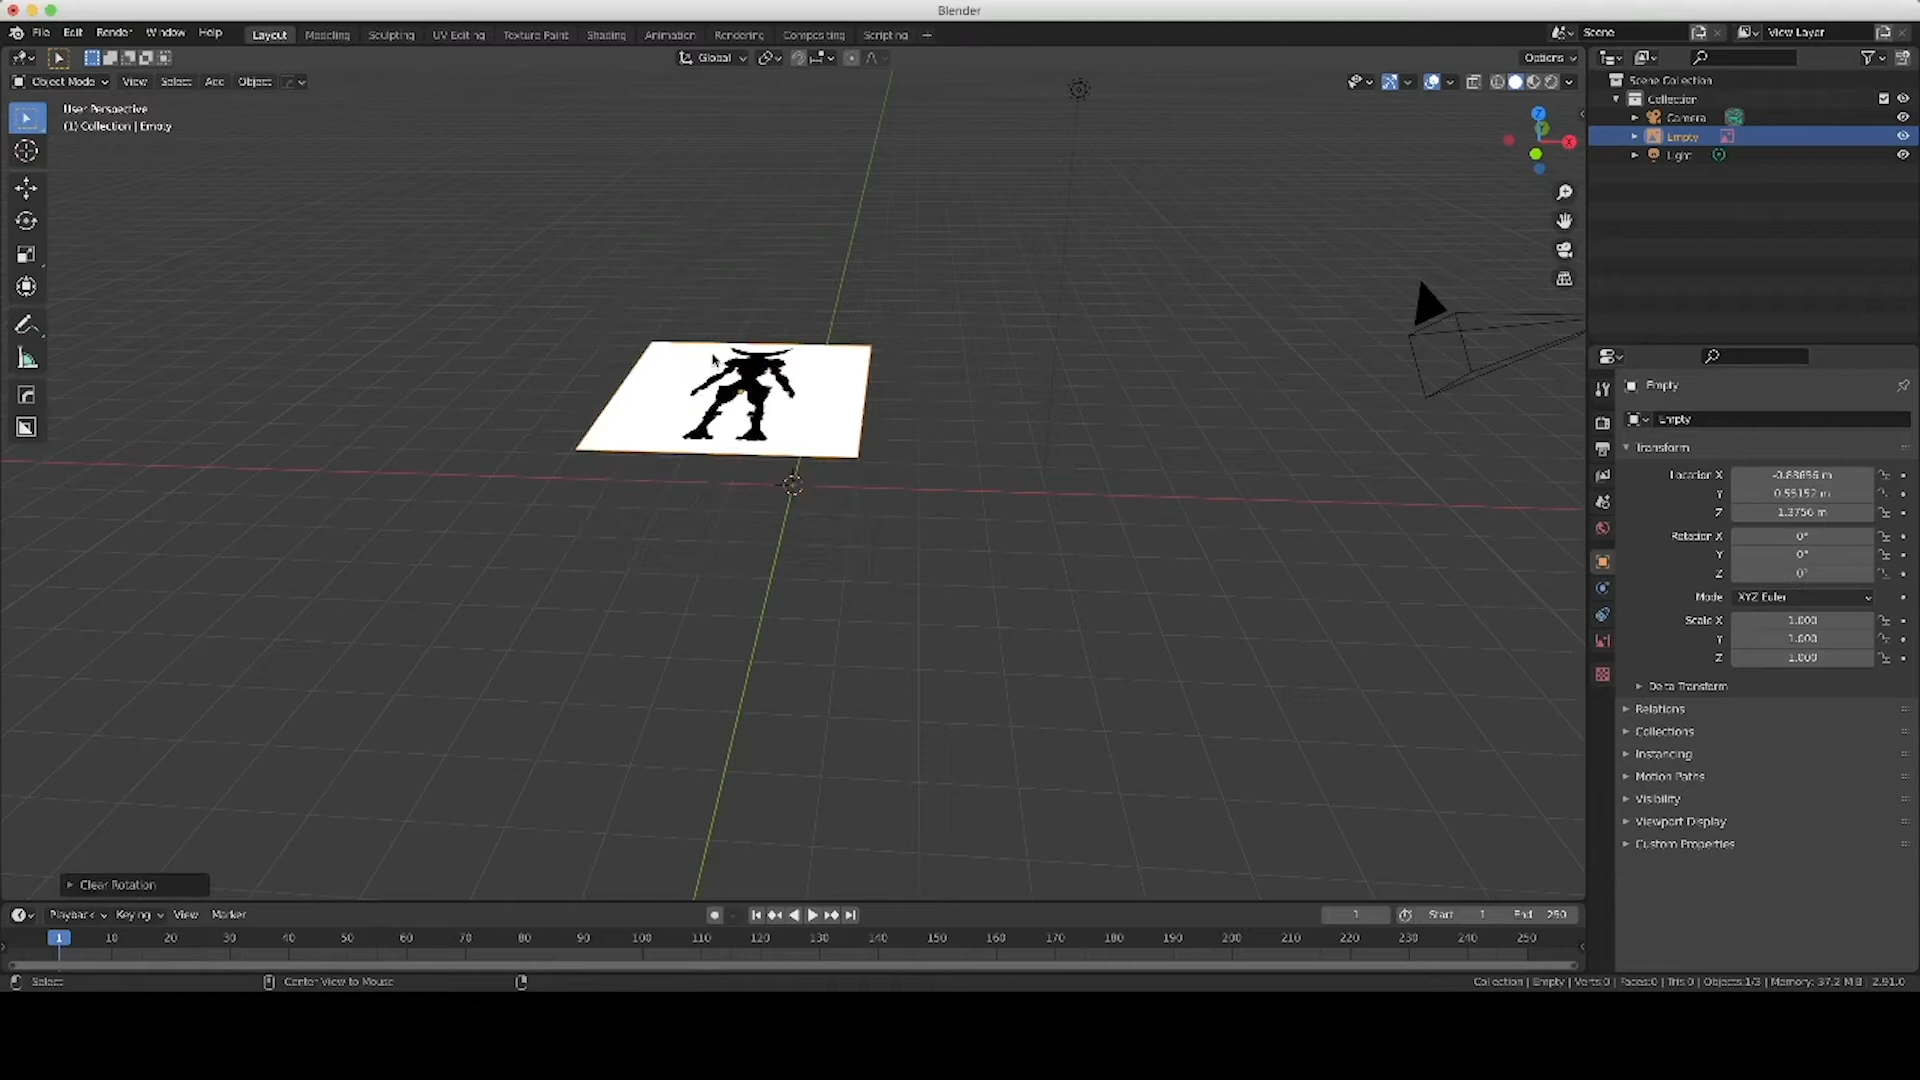 Blender
File Edit Render Window Help Layout Modeling Sculpting UV Editing Texture Paint Shading Animation Rendering Compositing Scripting + Scene View Layer
Global Options
Object Mode View Select Add Object
User Perspective
(1) Collection | Empty
Z
Y
X
Scene Collection
Collection
Camera
Empty
Light
Empty
Empty
Transform
Location X -0.88656 m
Y 0.55152 m
Z 1.3756 m
Rotation X 0°
Y 0°
Z 0°
Mode XYZ Euler
Scale X 1.000
Y 1.000
Z 1.000
Delta Transform
Relations
Collections
Instancing
Motion Paths
Visibility
Viewport Display
Custom Properties
Clear Rotation
Playback Keying View Marker 1 Start 1 End 250
1 10 20 30 40 50 60 70 80 90 100 110 120 130 140 150 160 170 180 190 200 210 220 230 240 250
Select Center View to Mouse Collection | Empty | Verts:0 | Faces:0 | Tris:0 | Objects:1/3 | Memory: 37.2 MiB | 2.91.0